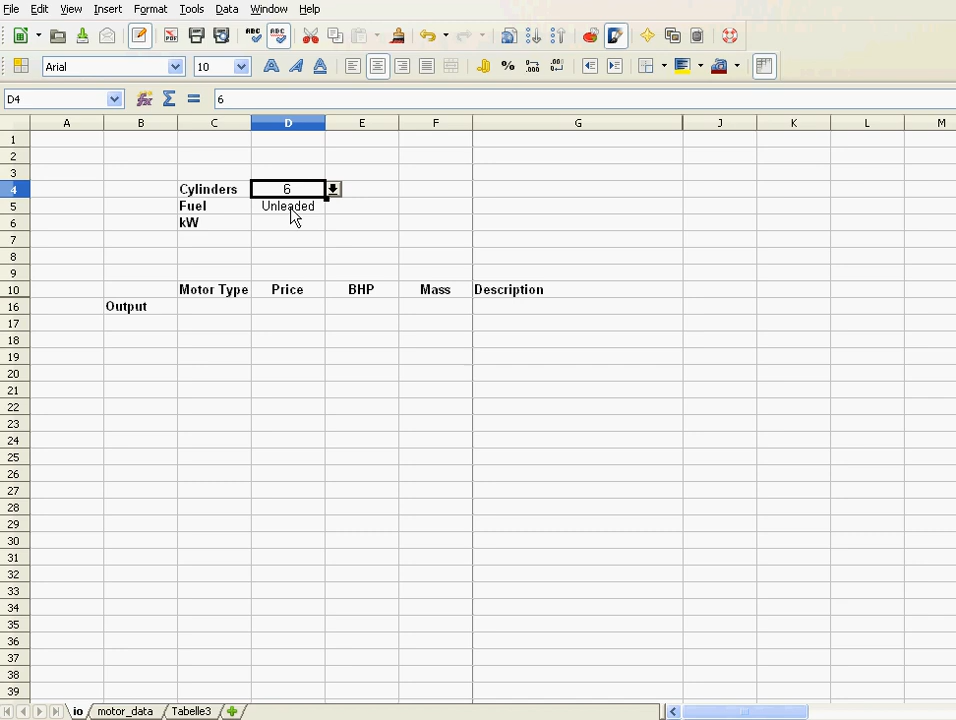 File Edit View Insert Format Tools Data Window Help
ABC ABC
Arial 10
D4 6
A B C D E F G J K L M
1
2
3
4 Cylinders 6
5 Fuel Unleaded
6 kW
7
8
9
10 Motor Type Price BHP Mass Description
16 Output
17
18
19
20
21
22
23
24
25
26
27
28
29
30
31
32
33
34
35
36
37
38
39
io motor_data Tabelle3